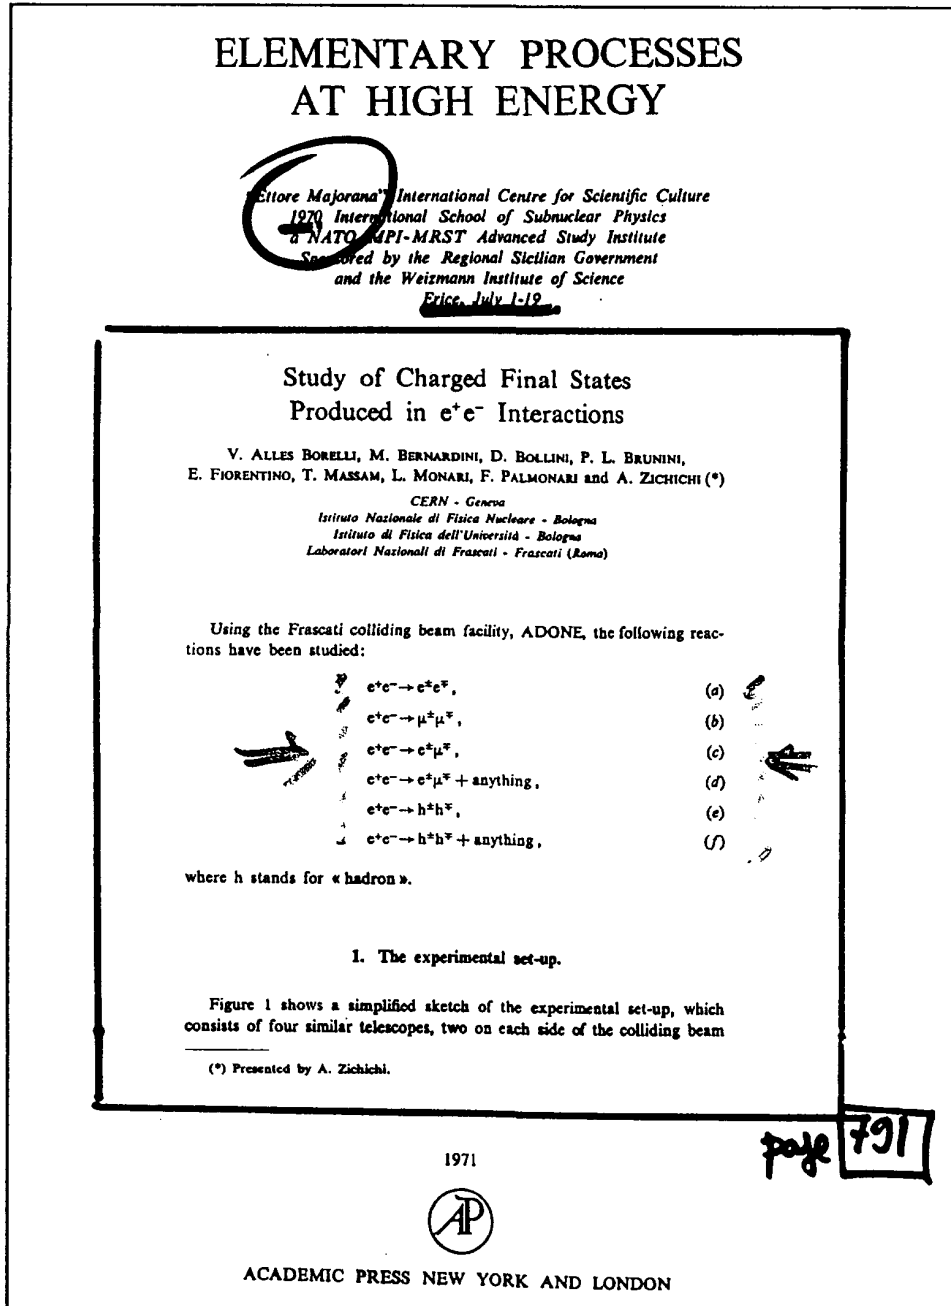 ELEMENTARY PROCESSES
AT HIGH ENERGY
"Ettore Majorana" International Centre for Scientific Culture
1970 International School of Subnuclear Physics
a NATO MPI-MRST Advanced Study Institute
Sponsored by the Regional Sicilian Government
and the Weizmann Institute of Science
Erice, July 1-19
Study of Charged Final States
Produced in e⁺e⁻ Interactions
V. ALLES BORELLI, M. BERNARDINI, D. BOLLINI, P. L. BRUNINI,
E. FIORENTINO, T. MASSAM, L. MONARI, F. PALMONARI and A. ZICHICHI (*)
CERN - Geneva
Istituto Nazionale di Fisica Nucleare - Bologna
Istituto di Fisica dell'Università - Bologna
Laboratori Nazionali di Frascati - Frascati (Roma)
Using the Frascati colliding beam facility, ADONE, the following reac-
tions have been studied:
e⁺e⁻ → e±e∓, (a)
e⁺e⁻ → μ±μ∓, (b)
e⁺e⁻ → e±μ∓, (c)
e⁺e⁻ → e±μ∓ + anything, (d)
e⁺e⁻ → h±h∓, (e)
e⁺e⁻ → h±h∓ + anything, (f)
where h stands for « hadron ».
1. The experimental set-up.
Figure 1 shows a simplified sketch of the experimental set-up, which
consists of four similar telescopes, two on each side of the colliding beam
(*) Presented by A. Zichichi.
page 791
1971
AP
ACADEMIC PRESS NEW YORK AND LONDON